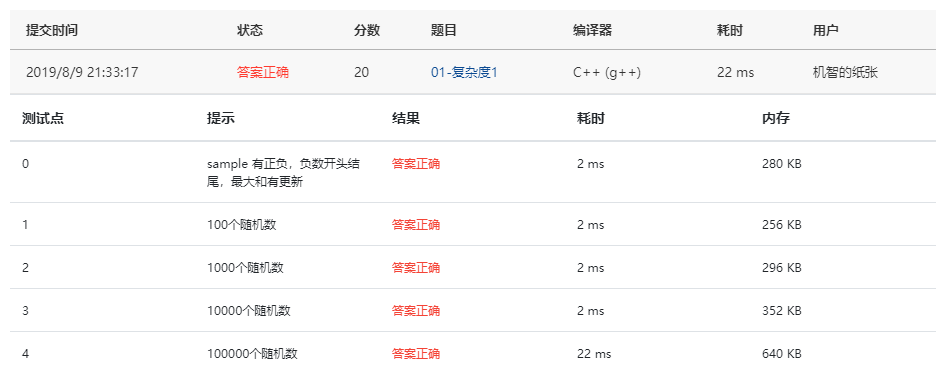 提交时间 状态 分数 题目 编译器 耗时 用户
2019/8/9 21:33:17 答案正确 20 01-复杂度1 C++ (g++) 22 ms 机智的纸张
测试点 提示 结果 耗时 内存
0 sample 有正负，负数开头结 答案正确 2 ms 280 KB
尾，最大和有更新
1 100个随机数 答案正确 2 ms 256 KB
2 1000个随机数 答案正确 2 ms 296 KB
3 10000个随机数 答案正确 2 ms 352 KB
4 100000个随机数 答案正确 22 ms 640 KB